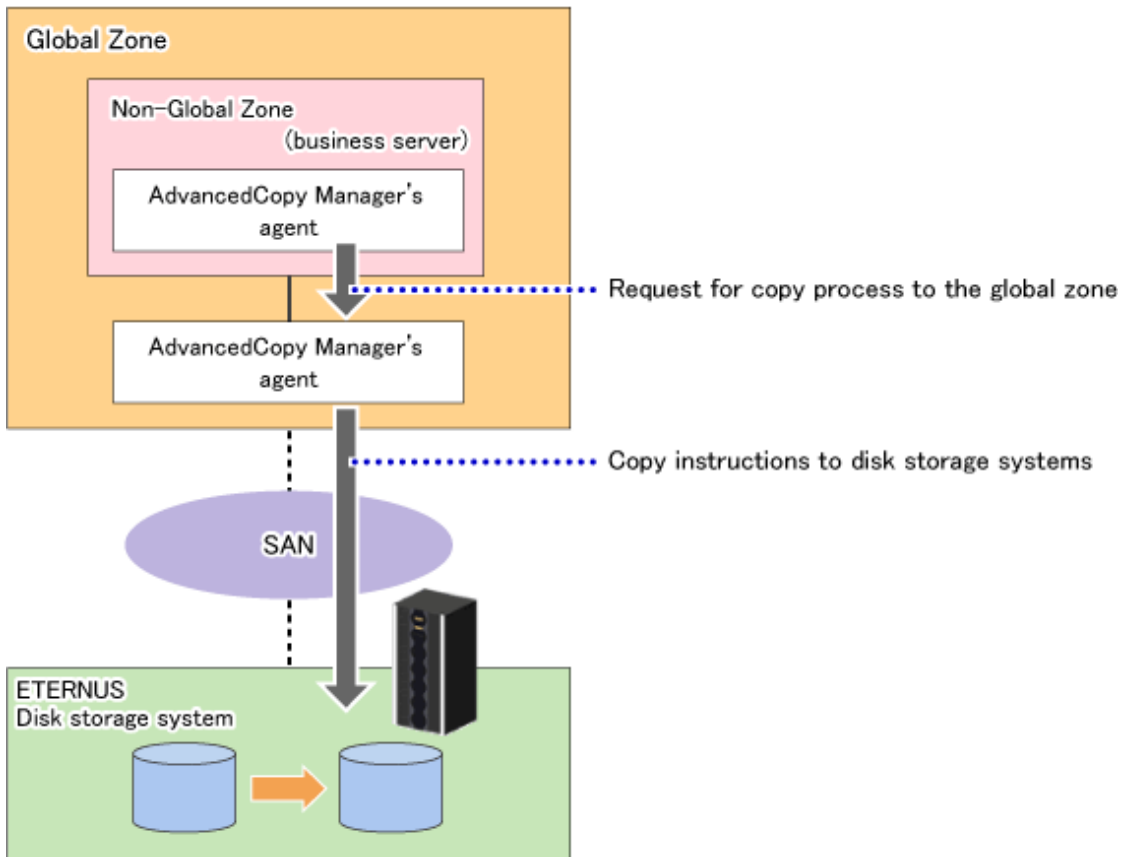 Global Zone
Non-Global Zone
(business server)
AdvancedCopy Manager's
agent
Request for copy process to the global zone
AdvancedCopy Manager's
agent
Copy instructions to disk storage systems
SAN
ETERNUS
Disk storage system